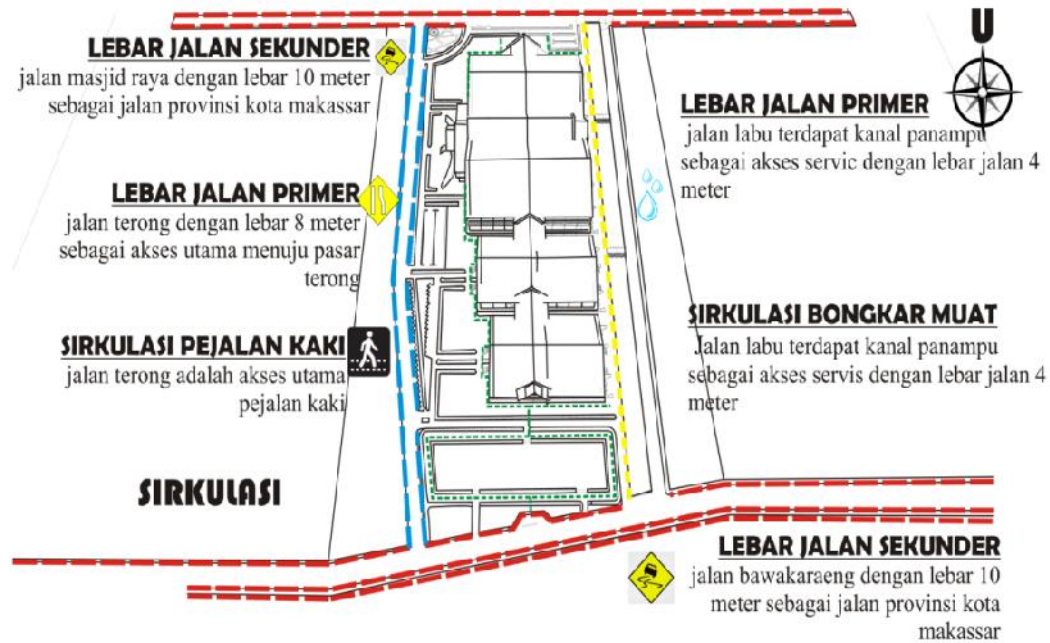 LEBAR JALAN SEKUNDER
jalan masjid raya dengan lebar 10 meter
sebagai jalan provinsi kota makassar
LEBAR JALAN PRIMER
jalan terong dengan lebar 8 meter
sebagai akses utama menuju pasar
terong
SIRKULASI PEJALAN KAKI
jalan terong adalah akses utama
pejalan kaki
SIRKULASI
U
LEBAR JALAN PRIMER
jalan labu terdapat kanal panampu
sebagai akses servic dengan lebar jalan 4
meter
SIRKULASI BONGKAR MUAT
Jalan labu terdapat kanal panampu
sebagai akses servis dengan lebar jalan 4
meter
LEBAR JALAN SEKUNDER
jalan bawakaraeng dengan lebar 10
meter sebagai jalan provinsi kota
makassar